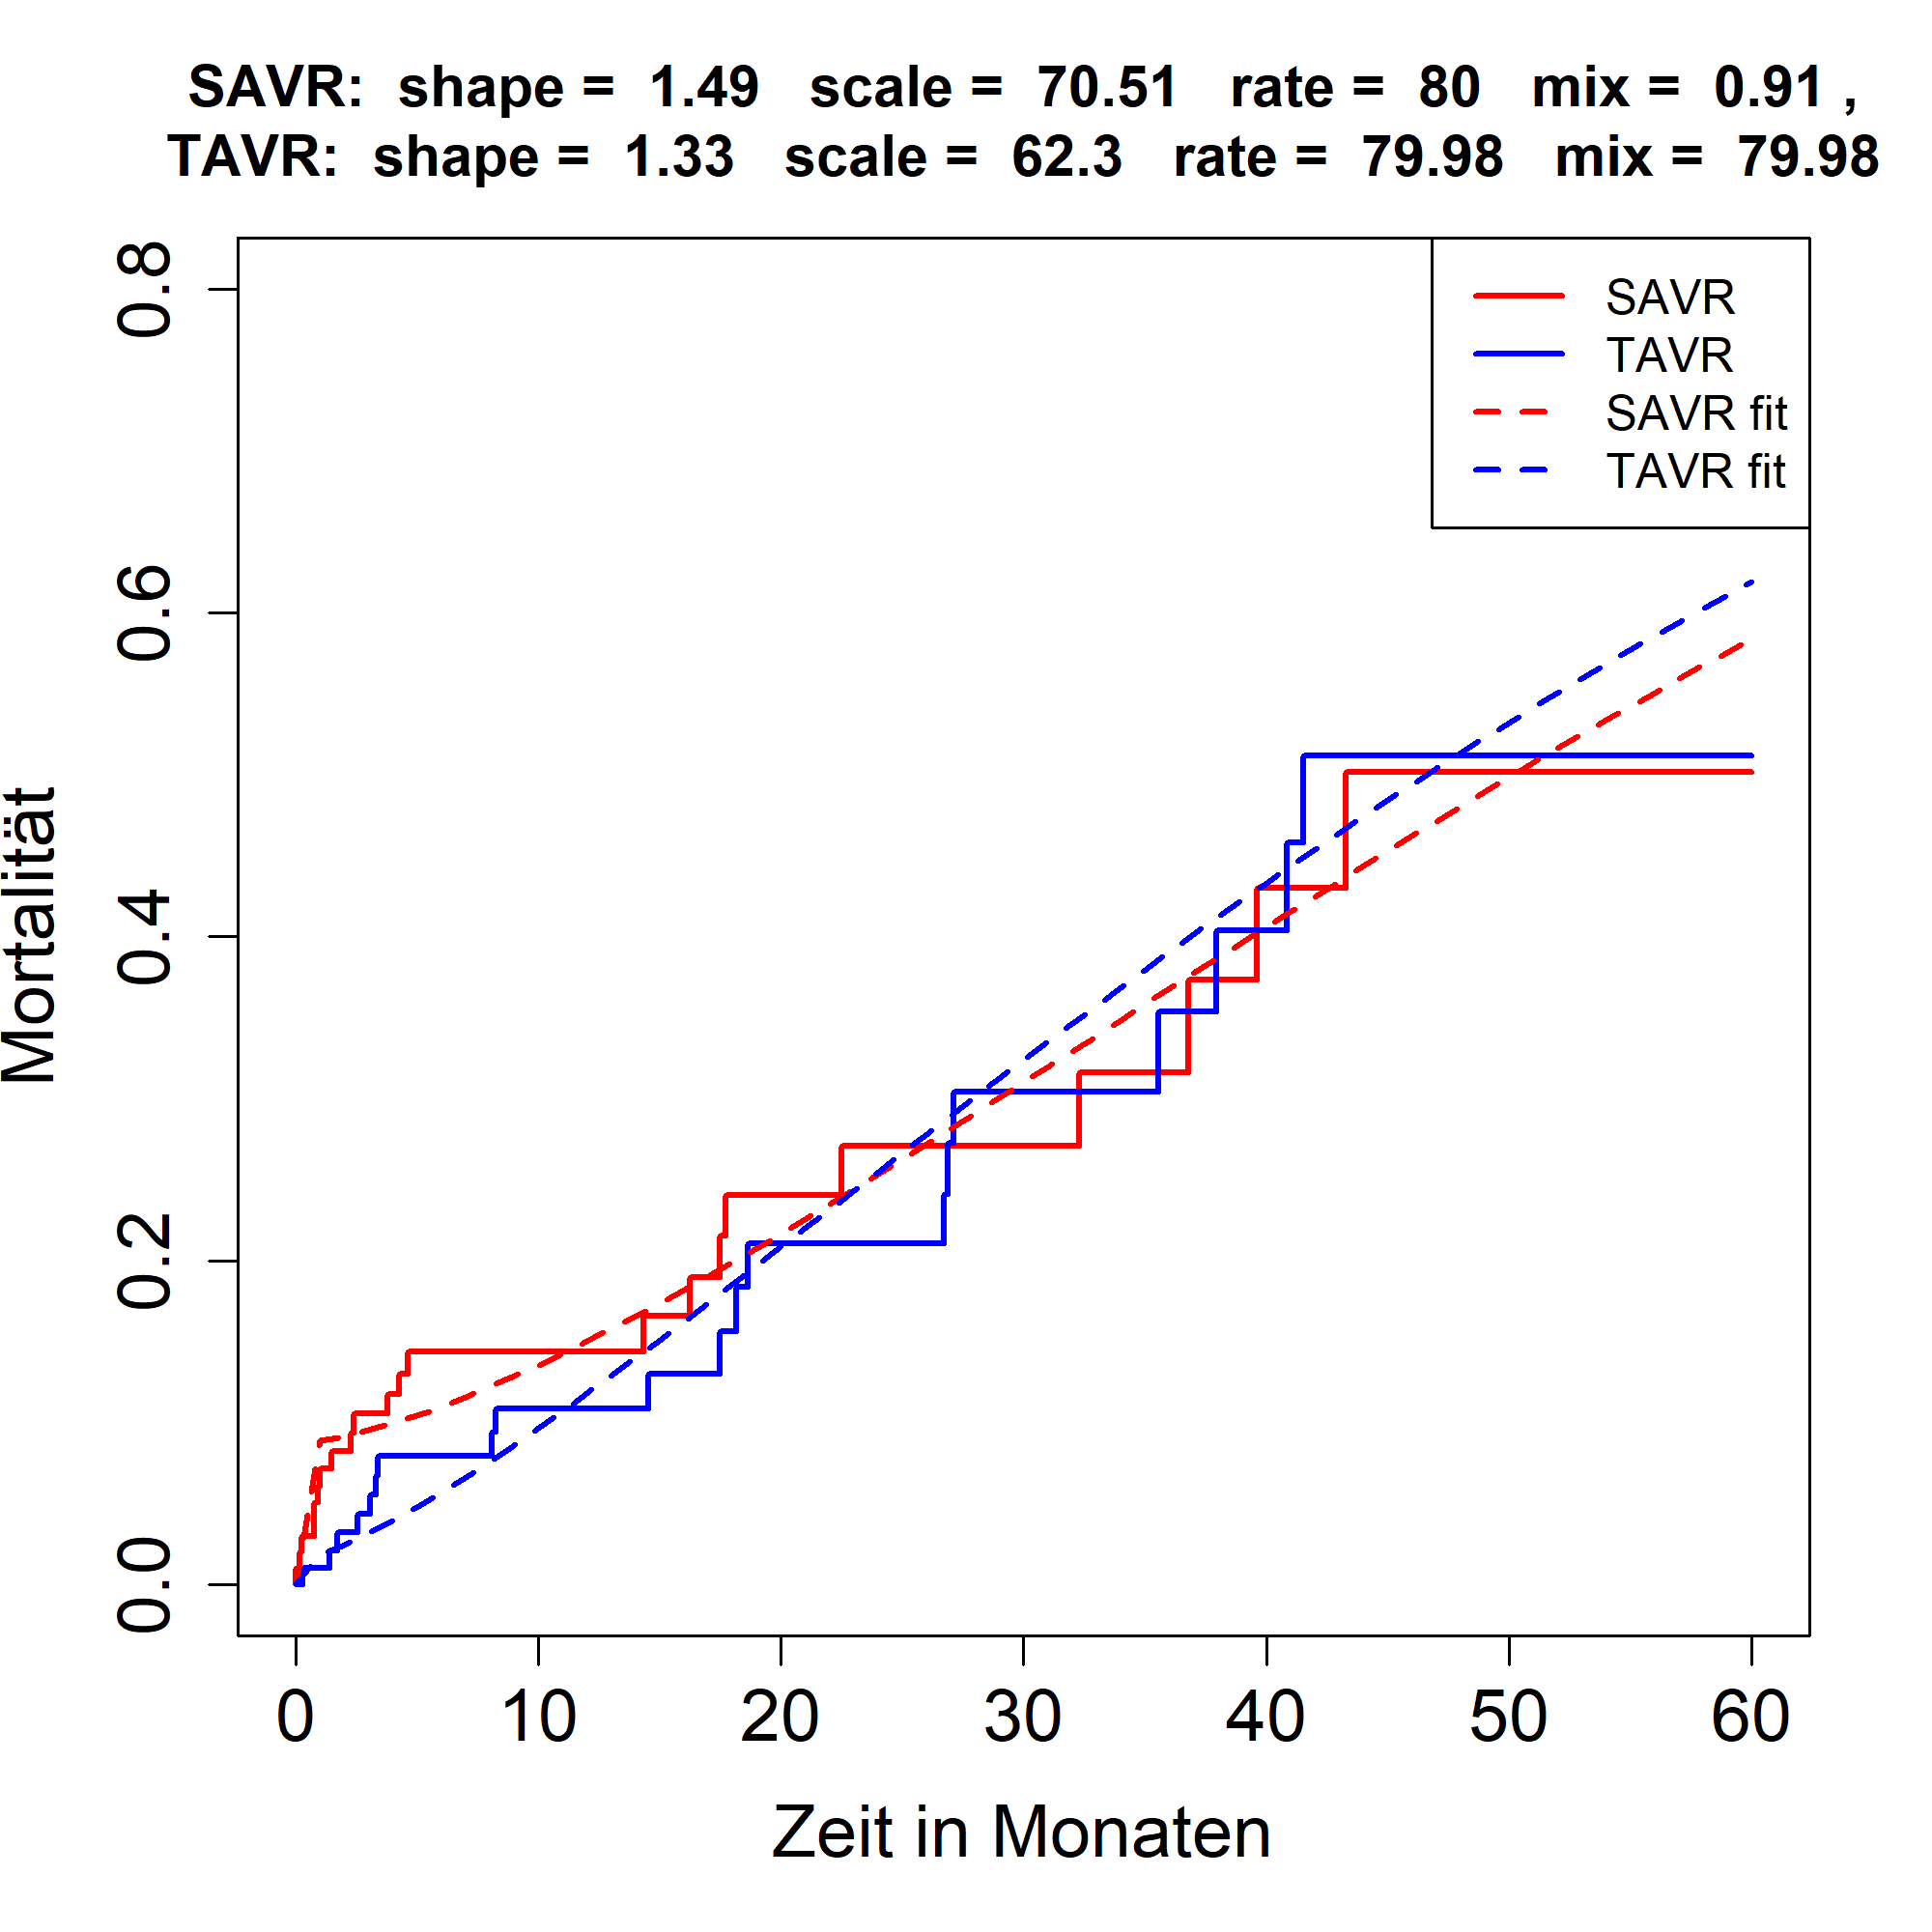 SAVR: shape = 1.49 scale = 70.51 rate = 80 mix = 0.91 ,
TAVR: shape = 1.33 scale = 62.3 rate = 79.98 mix = 79.98
SAVR
TAVR
SAVR fit
TAVR fit
Mortalität
0.8
0.6
0.4
0.2
0.0
0 10 20 30 40 50 60
Zeit in Monaten